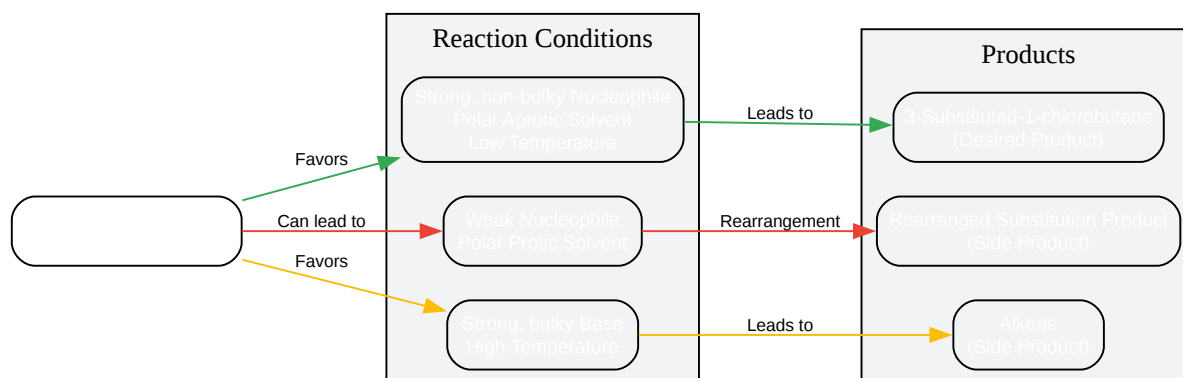 Reaction Conditions
Products
Strong, non-bulky Nucleophile
Polar Aprotic Solvent
Low Temperature
Leads to
3-Substituted-1-chlorobutane
(Desired Product)
Favors
Can lead to
Weak Nucleophile
Polar Protic Solvent
Rearrangement
Rearranged Substitution Product
(Side Product)
Favors
Strong, bulky Base
High Temperature
Leads to
Alkene
(Side Product)